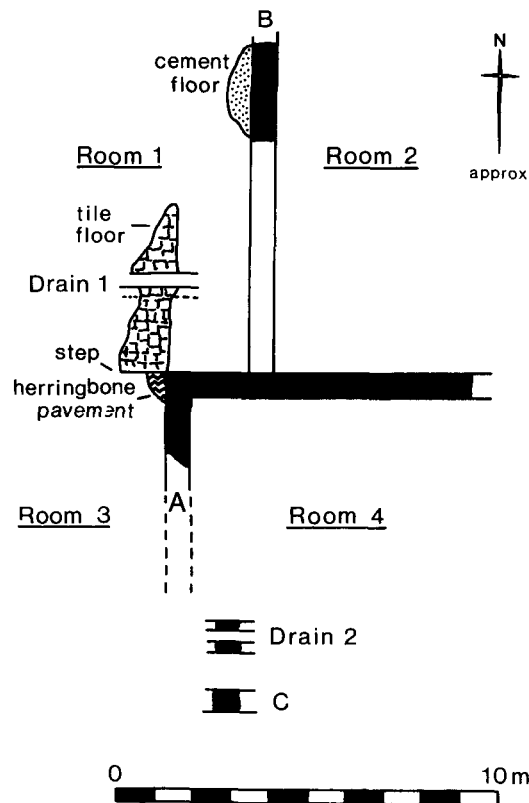 B
N
cement
floor
Room 1
Room 2
approx
tile
floor
Drain 1
step
herringbone
pavement
A
Room 3
Room 4
Drain 2
C
0
10 m